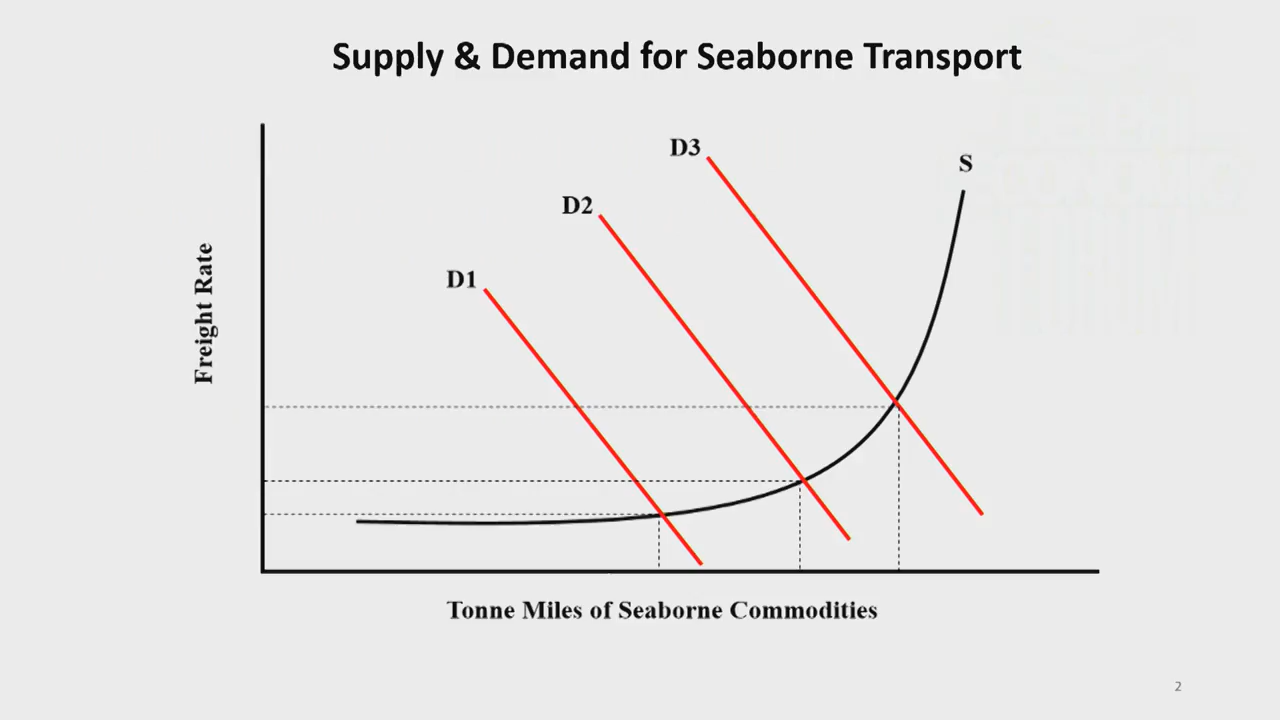 Supply & Demand for Seaborne Transport
D3
S
D2
D1
Freight Rate
Tonne Miles of Seaborne Commodities
2